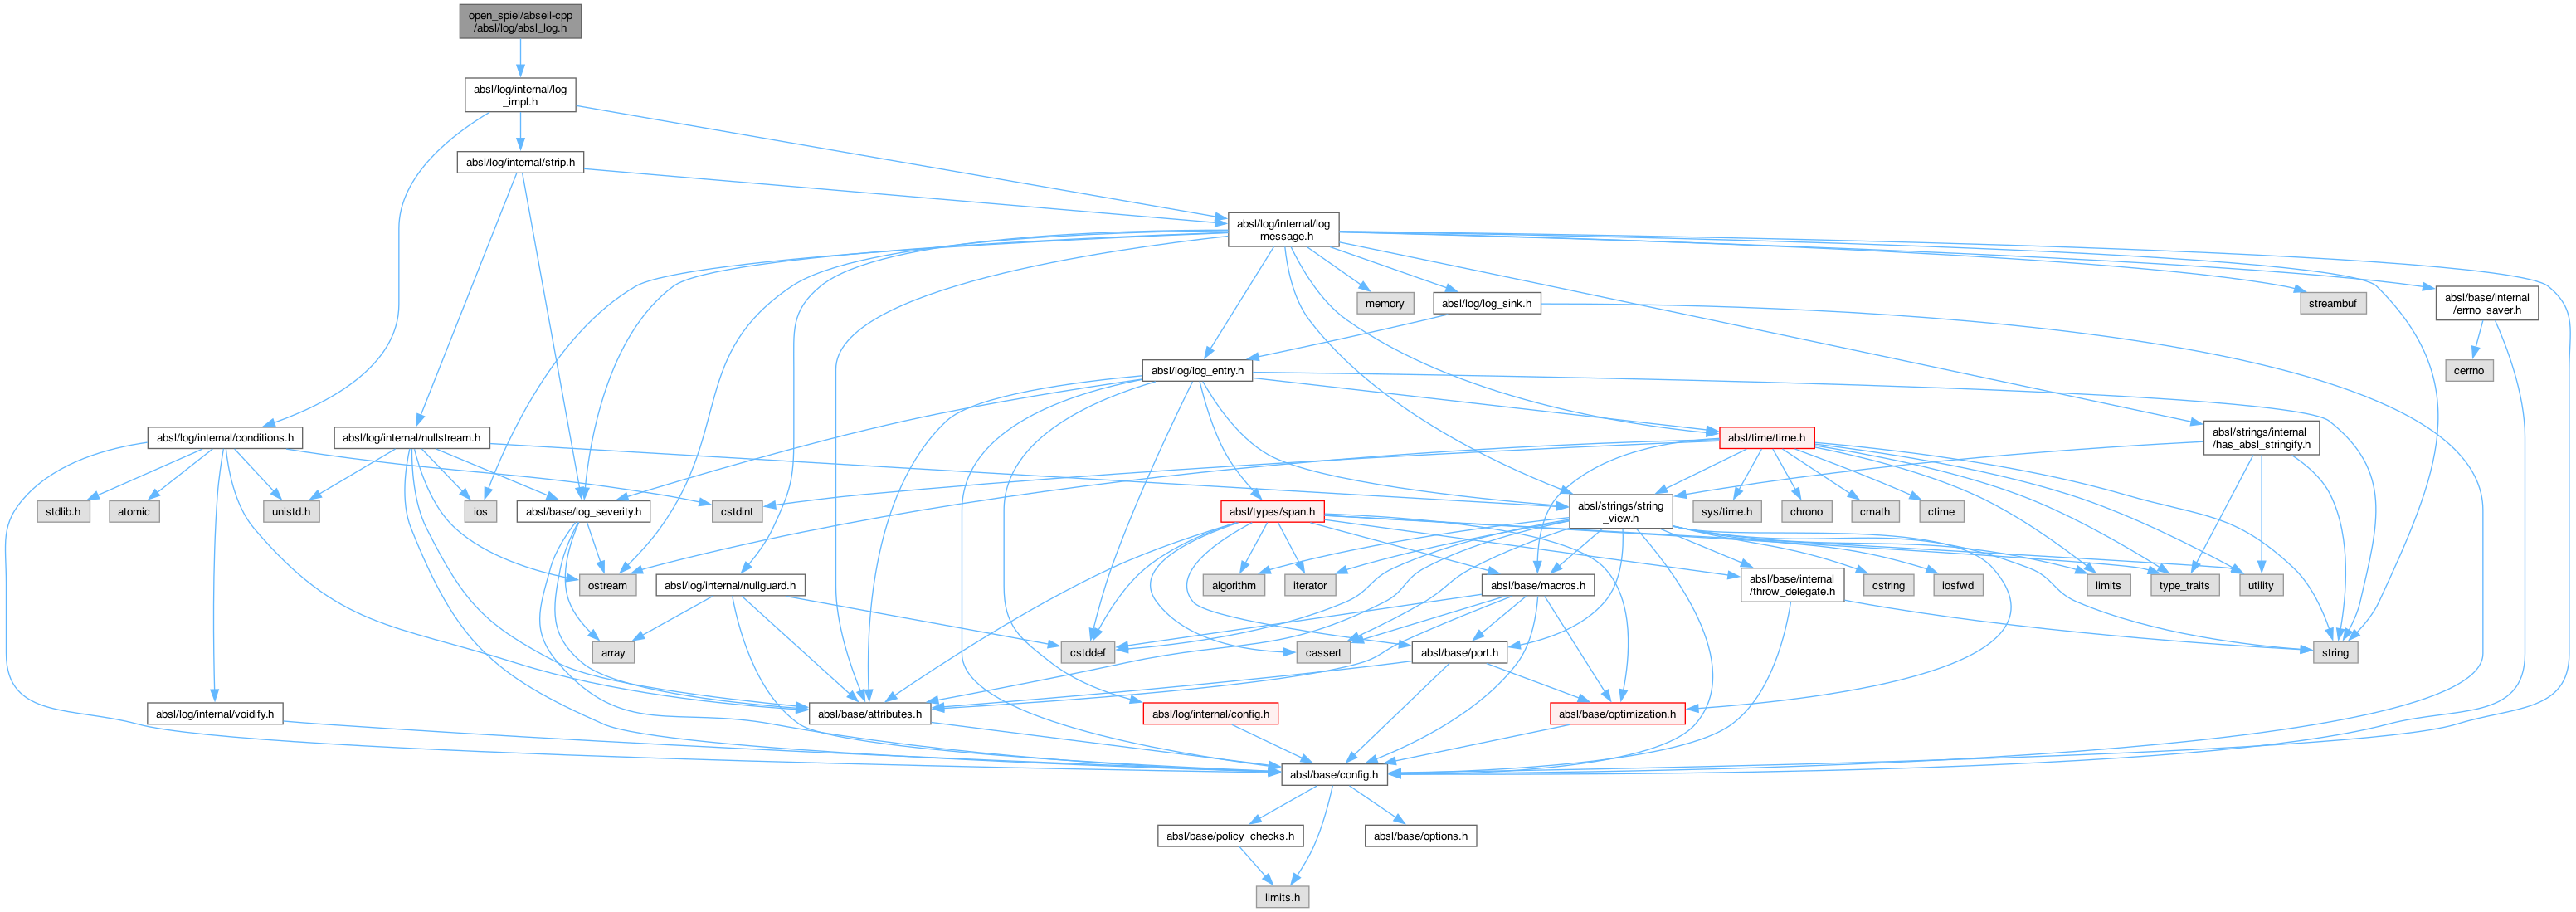 open_spiel/abseil-cpp
/absl/log/absl_log.h
absl/log/internal/log
_impl.h
absl/log/internal/strip.h
absl/log/internal/log
_message.h
memory
absl/log/log_sink.h
streambuf
absl/base/internal
/errno_saver.h
absl/log/log_entry.h
cerrno
absl/log/internal/conditions.h
absl/log/internal/nullstream.h
absl/time/time.h
absl/strings/internal
/has_absl_stringify.h
stdlib.h
atomic
unistd.h
ios
absl/base/log_severity.h
cstdint
absl/types/span.h
absl/strings/string
_view.h
sys/time.h
chrono
cmath
ctime
ostream
absl/log/internal/nullguard.h
algorithm
iterator
absl/base/macros.h
absl/base/internal
/throw_delegate.h
cstring
iosfwd
limits
type_traits
utility
array
cstddef
cassert
absl/base/port.h
string
absl/log/internal/voidify.h
absl/base/attributes.h
absl/log/internal/config.h
absl/base/optimization.h
absl/base/config.h
absl/base/policy_checks.h
absl/base/options.h
limits.h